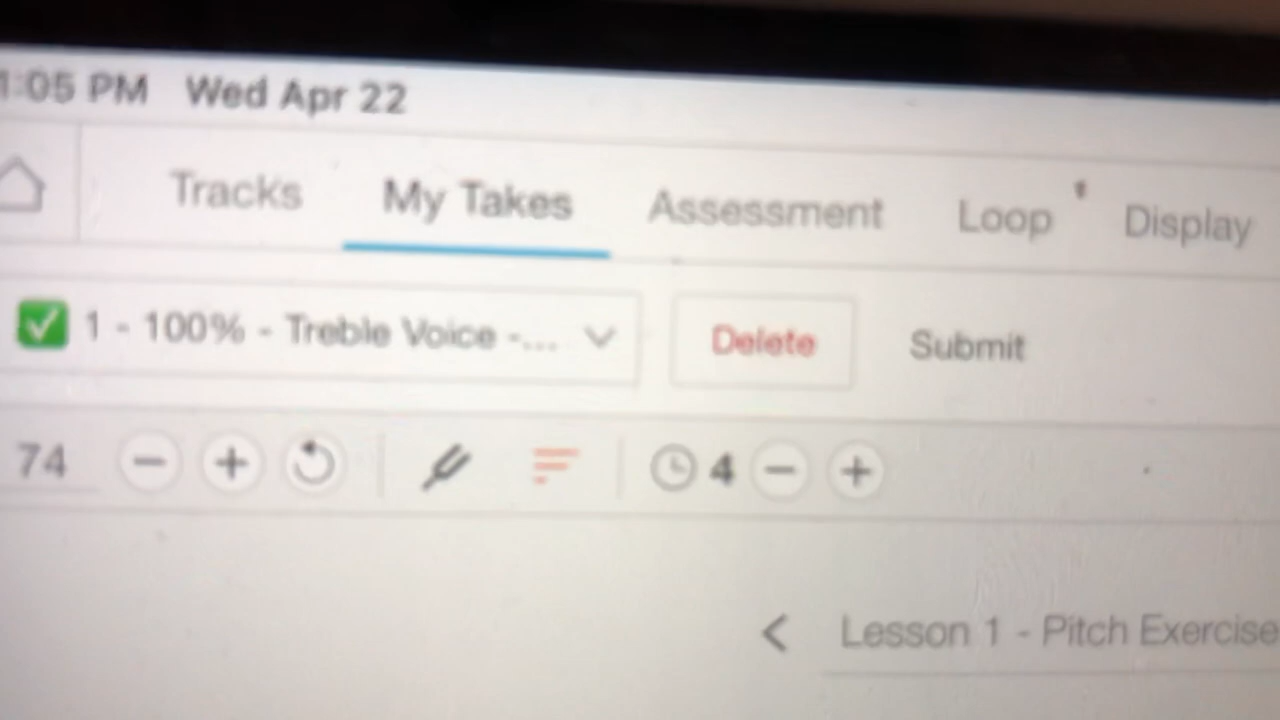 1:05 PM Wed Apr 22
Tracks My Takes Assessment Loop Display
1 - 100% - Treble Voice -... Delete Submit
74 4
Lesson 1 - Pitch Exercise